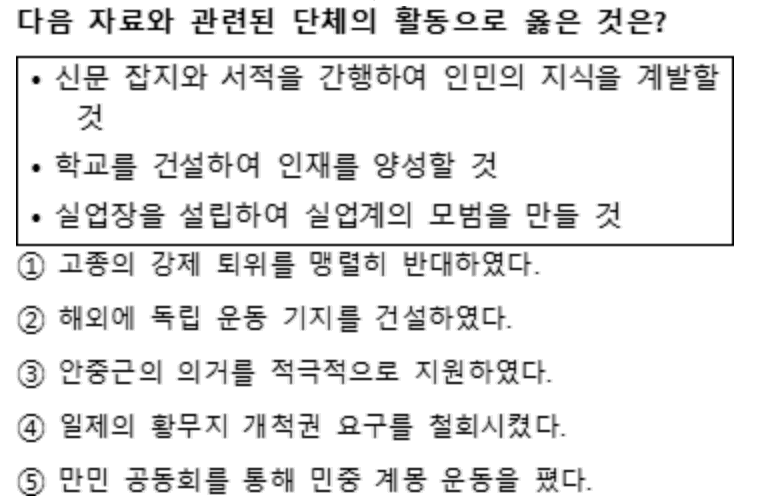 다음 자료와 관련된 단체의 활동으로 옳은 것은?
• 신문 잡지와 서적을 간행하여 인민의 지식을 계발할
것
• 학교를 건설하여 인재를 양성할 것
• 실업장을 설립하여 실업계의 모범을 만들 것
① 고종의 강제 퇴위를 맹렬히 반대하였다.
② 해외에 독립 운동 기지를 건설하였다.
③ 안중근의 의거를 적극적으로 지원하였다.
④ 일제의 황무지 개척권 요구를 철회시켰다.
⑤ 만민 공동회를 통해 민중 계몽 운동을 폈다.